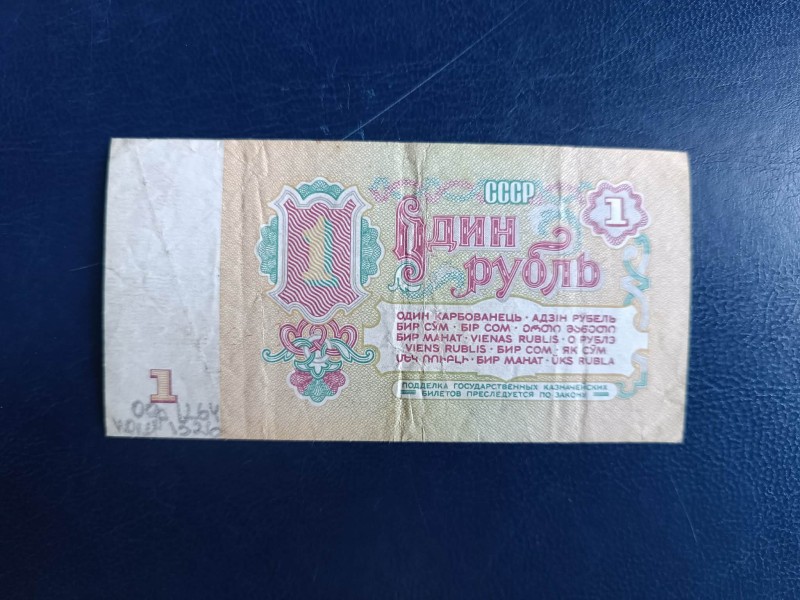 СССР
1
1
Один
рубль
ОДИН КАРБОВАНЕЦЬ · АДЗІН РУБЕЛЬ
БИР СЎМ · БІР СОМ · ᲔᲠᲗᲘ ᲛᲐᲜᲔᲗᲘ
БИР МАНАТ · VIENAS RUBLIS · О РУБЛЭ
VIENS RUBLIS · БИР СОМ · ЯК СЎМ
ՄԵԿ ՌՈՒԲԼԻ · БИР МАНАТ · ÜKS RUBLA
ПОДДЕЛКА ГОСУДАРСТВЕННЫХ КАЗНАЧЕЙСКИХ
БИЛЕТОВ ПРЕСЛЕДУЕТСЯ ПО ЗАКОНУ
1